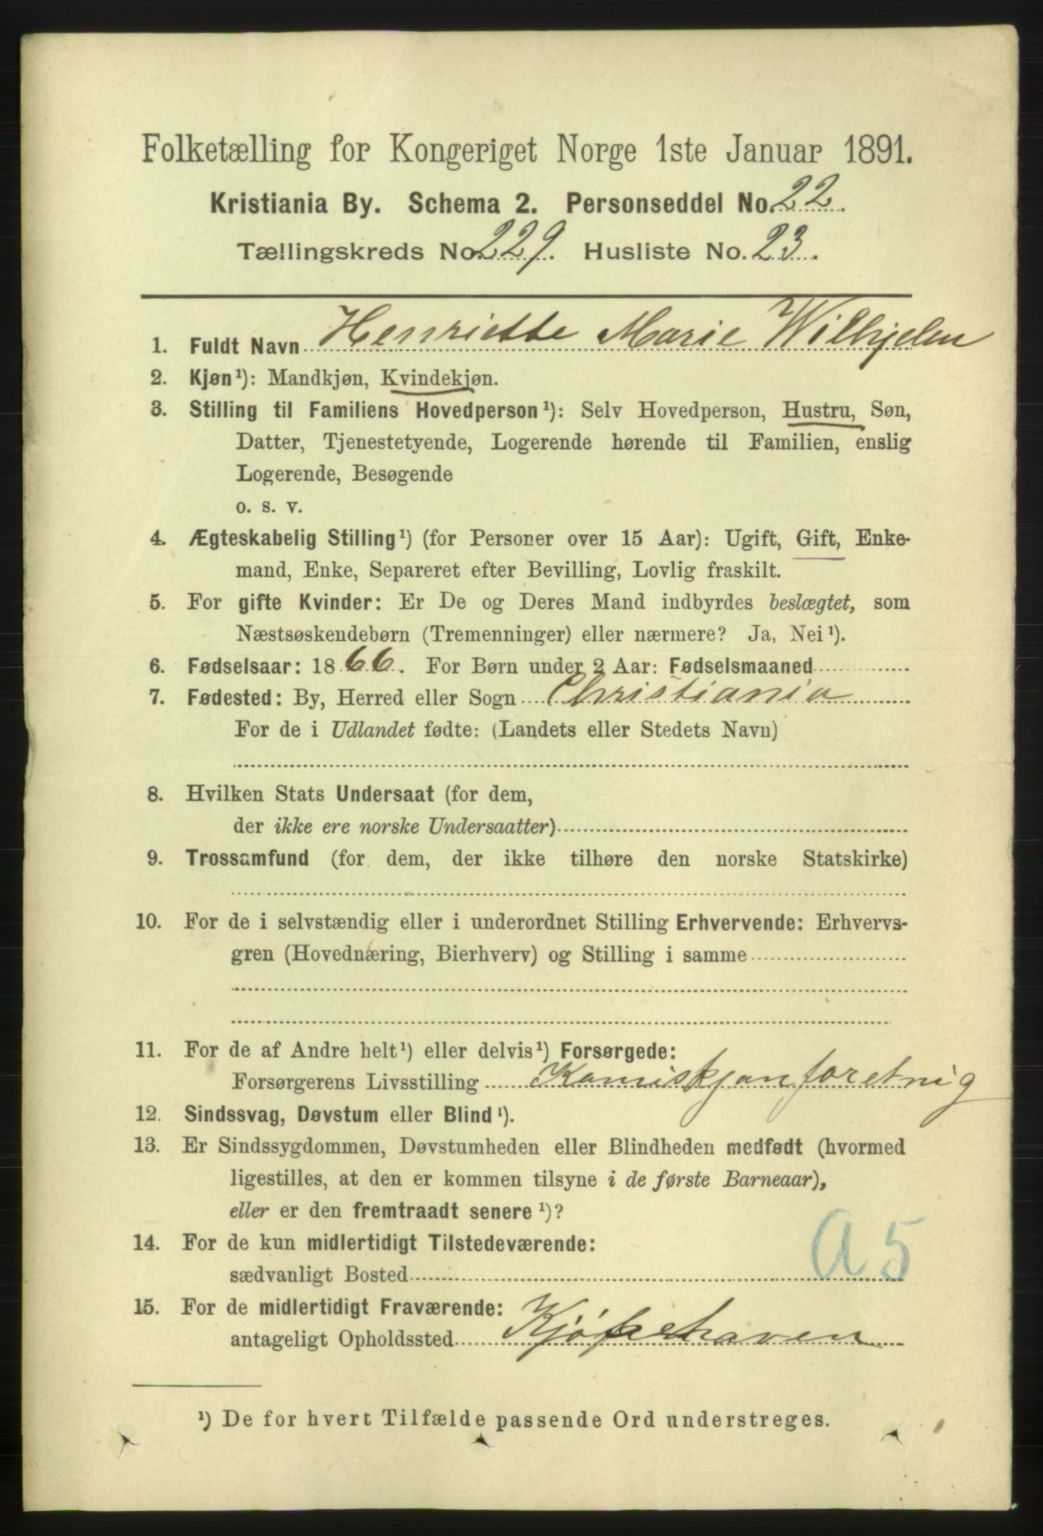 Folketælling for Kongeriget Norge 1ste Januar 1891.
Kristiania By. Schema 2. Personseddel No. 22.
Tællingskreds No. 229. Husliste No. 23.
1. Fuldt Navn Henriette Marie Wilhjelm
2. Kjøn¹): Mandkjøn, Kvindekjøn.
3. Stilling til Familiens Hovedperson¹): Selv Hovedperson, Hustru, Søn,
Datter, Tjenestetyende, Logerende hørende til Familien, enslig
Logerende, Besøgende
o. s. v.
4. Ægteskabelig Stilling¹) (for Personer over 15 Aar): Ugift, Gift, Enke-
mand, Enke, Separeret efter Bevilling, Lovlig fraskilt.
5. For gifte Kvinder: Er De og Deres Mand indbyrdes beslægtet, som
Næstsøskendebørn (Tremenninger) eller nærmere? Ja, Nei¹).
6. Fødselsaar: 1866. For Børn under 2 Aar: Fødselsmaaned
7. Fødested: By, Herred eller Sogn Christiania
For de i Udlandet fødte: (Landets eller Stedets Navn)
8. Hvilken Stats Undersaat (for dem,
der ikke ere norske Undersaatter)
9. Trossamfund (for dem, der ikke tilhøre den norske Statskirke)
10. For de i selvstændig eller i underordnet Stilling Erhvervende: Erhvervs-
gren (Hovednæring, Bierhverv) og Stilling i samme
11. For de af Andre helt¹) eller delvis¹) Forsørgede:
Forsørgerens Livsstilling Komiskjonforetnig
12. Sindssvag, Døvstum eller Blind¹).
13. Er Sindssygdommen, Døvstumheden eller Blindheden medfødt (hvormed
ligestilles, at den er kommen tilsyne i de første Barneaar),
eller er den fremtraadt senere¹)?
14. For de kun midlertidigt Tilstedeværende:
sædvanligt Bosted
A5
15. For de midlertidigt Fraværende:
antageligt Opholdssted Kjøbenhaven
¹) De for hvert Tilfælde passende Ord understreges.